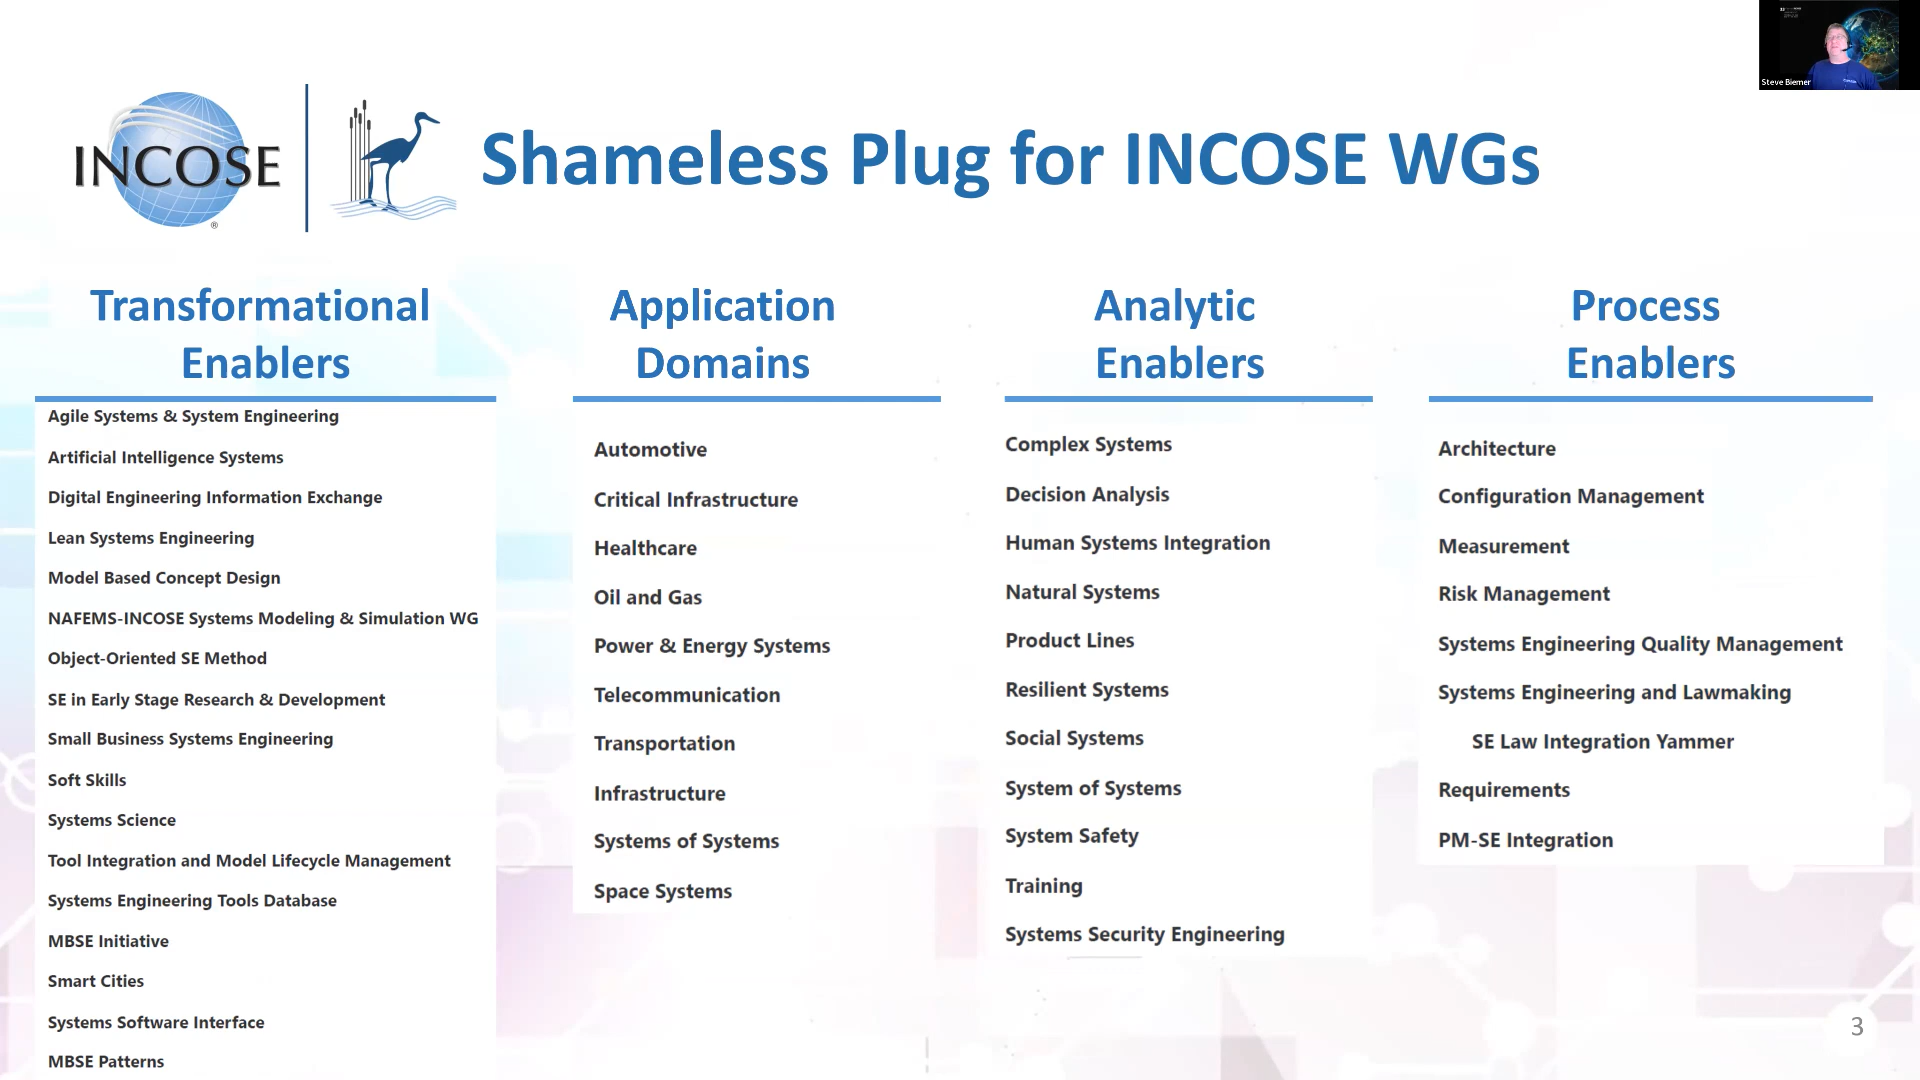 Steve Biemer
INCOSE
®
Shameless Plug for INCOSE WGs
Transformational
Enablers
Agile Systems & System Engineering
Artificial Intelligence Systems
Digital Engineering Information Exchange
Lean Systems Engineering
Model Based Concept Design
NAFEMS-INCOSE Systems Modeling & Simulation WG
Object-Oriented SE Method
SE in Early Stage Research & Development
Small Business Systems Engineering
Soft Skills
Systems Science
Tool Integration and Model Lifecycle Management
Systems Engineering Tools Database
MBSE Initiative
Smart Cities
Systems Software Interface
MBSE Patterns
Application
Domains
Automotive
Critical Infrastructure
Healthcare
Oil and Gas
Power & Energy Systems
Telecommunication
Transportation
Infrastructure
Systems of Systems
Space Systems
Analytic
Enablers
Complex Systems
Decision Analysis
Human Systems Integration
Natural Systems
Product Lines
Resilient Systems
Social Systems
System of Systems
System Safety
Training
Systems Security Engineering
Process
Enablers
Architecture
Configuration Management
Measurement
Risk Management
Systems Engineering Quality Management
Systems Engineering and Lawmaking
SE Law Integration Yammer
Requirements
PM-SE Integration
3